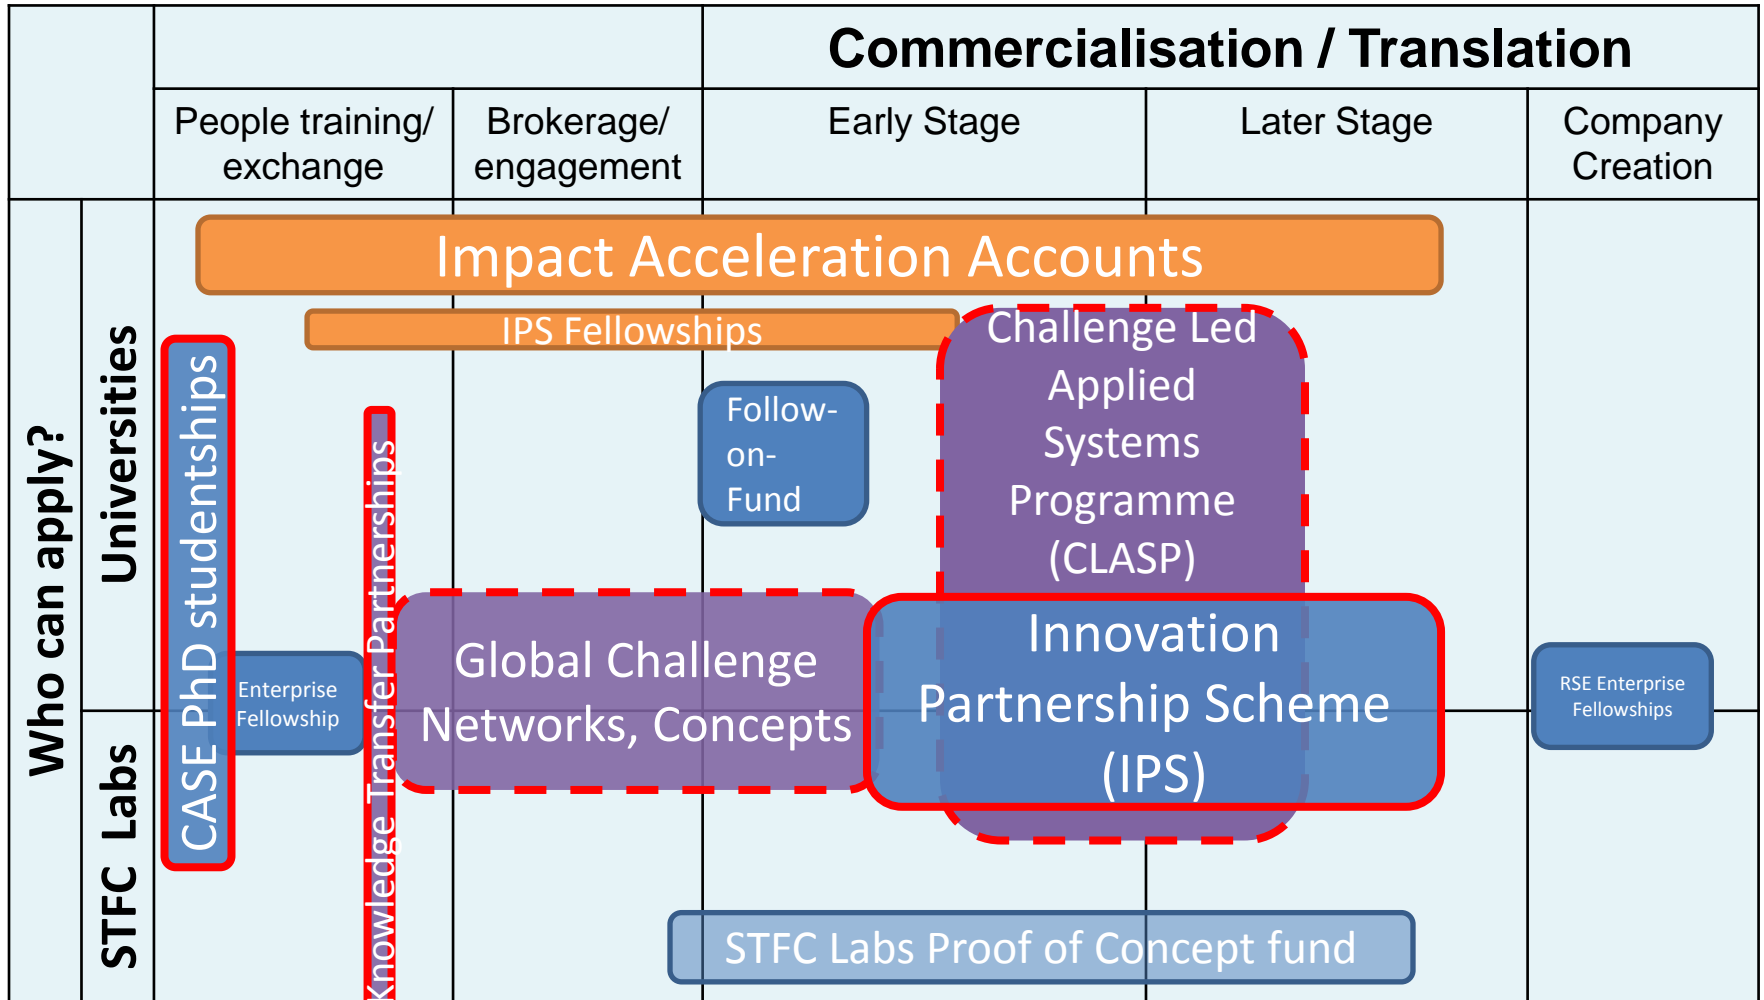 Commercialisation / Translation
People training/
exchange
Brokerage/
engagement
Early Stage
Later Stage
Company
Creation
Who can apply?
Universities
STFC Labs
Impact Acceleration Accounts
IPS Fellowships
Challenge Led
Applied
Systems
Programme
(CLASP)
CASE PhD studentships
Knowledge Transfer Partnerships
Follow-
on-
Fund
Enterprise
Fellowship
Global Challenge
Networks, Concepts
Innovation
Partnership Scheme
(IPS)
RSE Enterprise
Fellowships
STFC Labs Proof of Concept fund